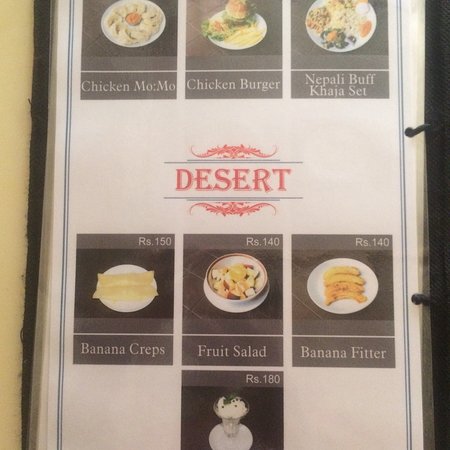 Chicken Mo:Mo
Chicken Burger
Nepali Buff
Khaja Set
DESERT
Rs.150
Rs.140
Rs.140
Banana Creps
Fruit Salad
Banana Fitter
Rs.180